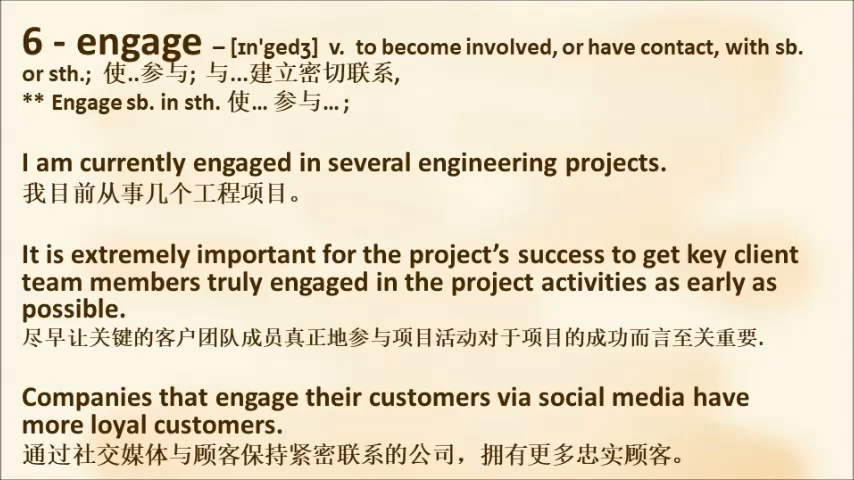 6 - engage – [ɪn'gedʒ]  v.  to become involved, or have contact, with sb.
or sth.;  使..参与; 与...建立密切联系,
** Engage sb. in sth. 使... 参与... ;
I am currently engaged in several engineering projects.
我目前从事几个工程项目。
It is extremely important for the project’s success to get key client
team members truly engaged in the project activities as early as
possible.
尽早让关键的客户团队成员真正地参与项目活动对于项目的成功而言至关重要.
Companies that engage their customers via social media have
more loyal customers.
通过社交媒体与顾客保持紧密联系的公司，拥有更多忠实顾客。